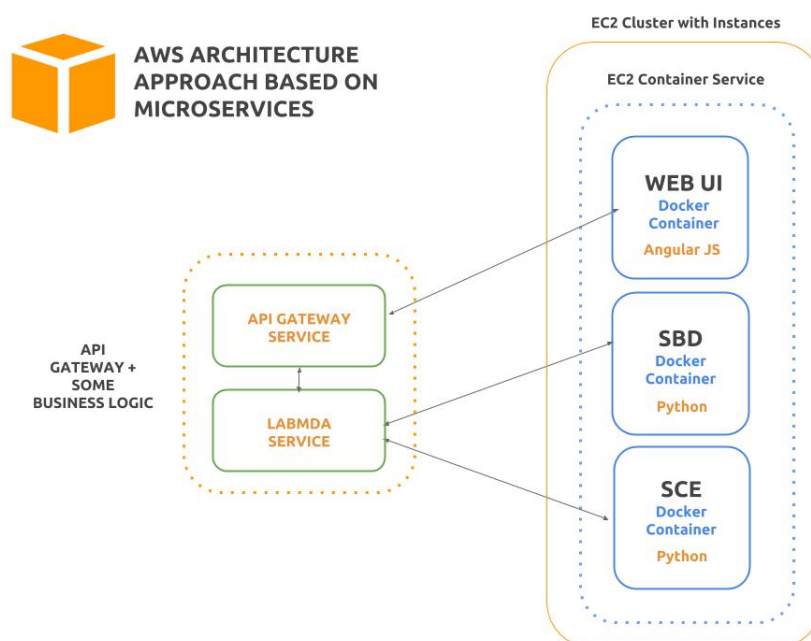 AWS ARCHITECTURE
APPROACH BASED ON
MICROSERVICES
EC2 Cluster with Instances
EC2 Container Service
WEB UI
Docker
Container
Angular JS
API GATEWAY
SERVICE
SBD
Docker
Container
Python
API
GATEWAY +
SOME
BUSINESS LOGIC
LABMDA
SERVICE
SCE
Docker
Container
Python